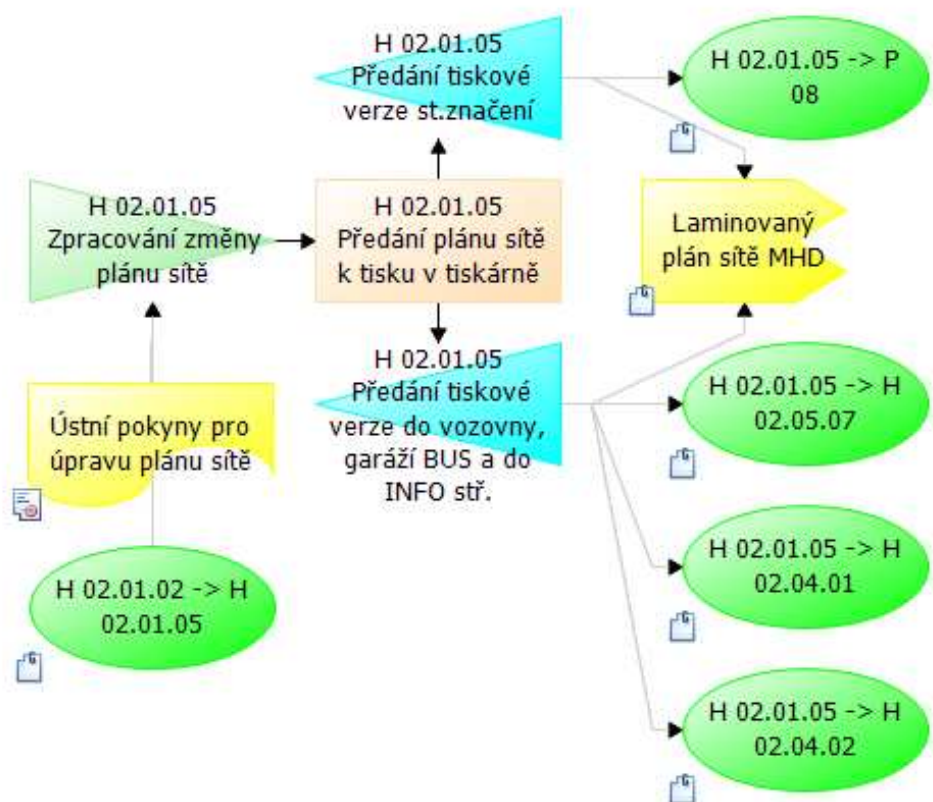 H 02.01.05
Předání tiskové
verze st.značení
H 02.01.05 -> P
08
H 02.01.05
Zpracování změny
plánu sítě
H 02.01.05
Předání plánu sítě
k tisku v tiskárně
Laminovaný
plán sítě MHD
H 02.01.05
Předání tiskové
verze do vozovny,
garáží BUS a do
INFO stř.
H 02.01.05 -> H
02.05.07
Ústní pokyny pro
úpravu plánu sítě
H 02.01.05 -> H
02.04.01
H 02.01.02 -> H
02.01.05
H 02.01.05 -> H
02.04.02